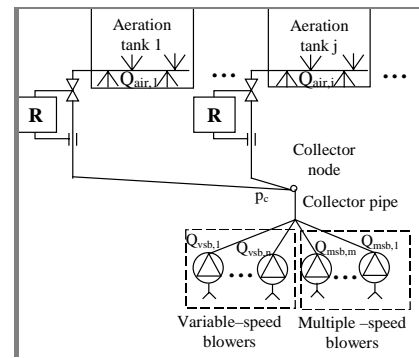 Aeration
tank 1
Aeration
tank j
Q_air,1
...
Q_air,j
...
R
R
Collector
node
p_c
Collector pipe
Q_vsb,1
Q_vsb,n
Q_msb,m
Q_msb,1
...
...
Variable–speed
blowers
Multiple –speed
blowers